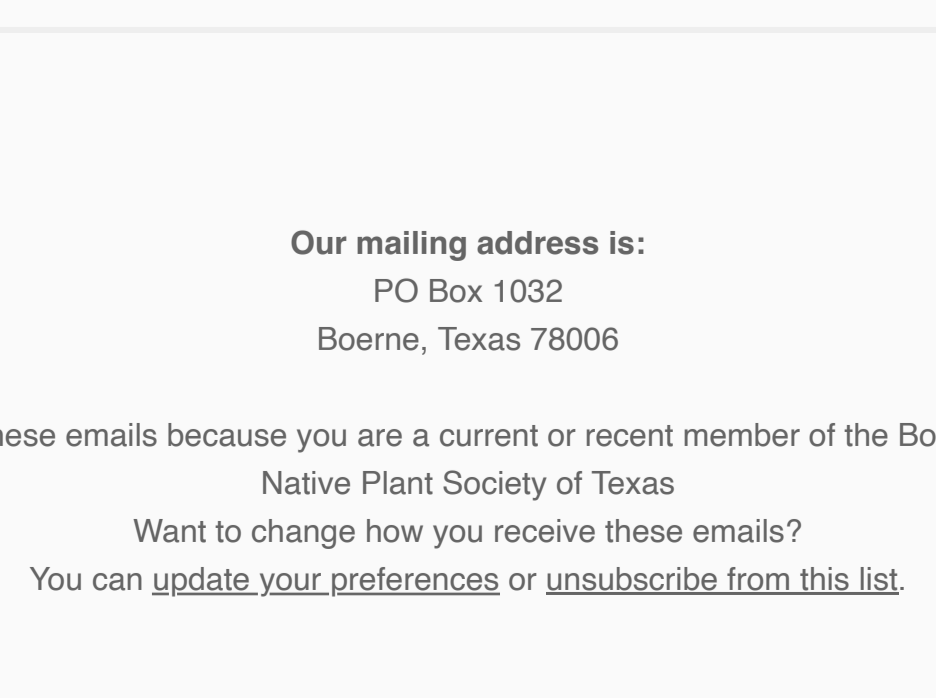 Our mailing address is:
PO Box 1032
Boerne, Texas 78006
emails because you are a current or recent member of the
Native Plant Society of Texas
Want to change how you receive these emails?
You can update your preferences or unsubscribe from this list.